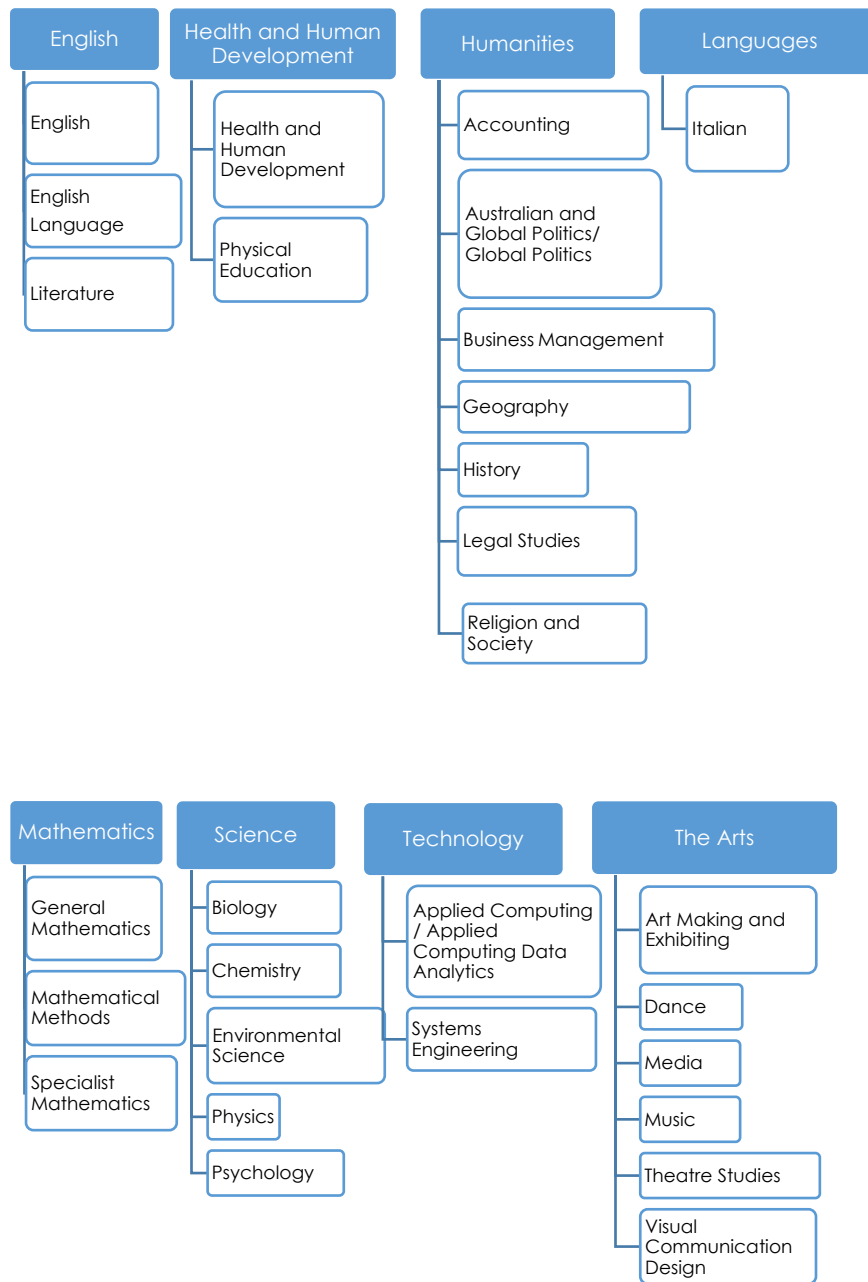 English
English
English
Language
Literature
Health and Human
Development
Health and
Human
Development
Physical
Education
Humanities
Accounting
Australian and
Global Politics/
Global Politics
Business Management
Geography
History
Legal Studies
Religion and
Society
Languages
Italian
Mathematics
General
Mathematics
Mathematical
Methods
Specialist
Mathematics
Science
Biology
Chemistry
Environmental
Science
Physics
Psychology
Technology
Applied Computing
/ Applied
Computing Data
Analytics
Systems
Engineering
The Arts
Art Making and
Exhibiting
Dance
Media
Music
Theatre Studies
Visual
Communication
Design